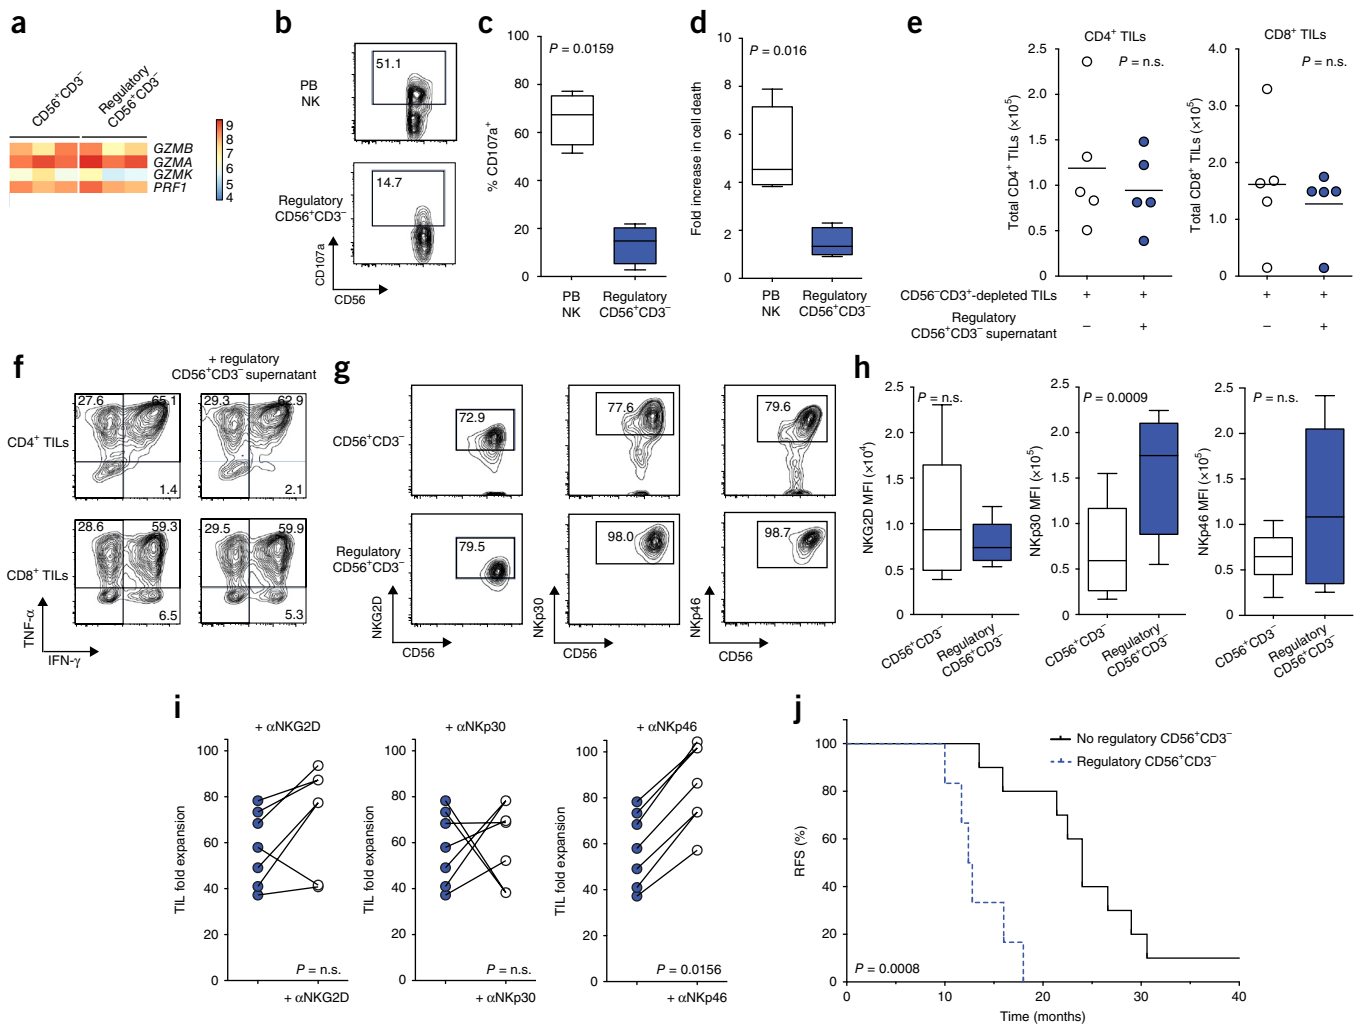 a
CD56+CD3−
Regulatory
CD56+CD3−
GZMB
GZMA
GZMK
PRF1
9
8
7
6
5
4
b
PB
NK
51.1
Regulatory
CD56+CD3−
14.7
CD107a
CD56
c
% CD107a+
100
80
60
40
20
0
P = 0.0159
PB
NK
Regulatory
CD56+CD3−
d
Fold increase in cell death
10
8
6
4
2
0
P = 0.016
PB
NK
Regulatory
CD56+CD3−
e
CD4+ TILs
P = n.s.
Total CD4+ TILs (×10⁵)
2.5
2.0
1.5
1.0
0.5
0
CD8+ TILs
P = n.s.
Total CD8+ TILs (×10⁵)
4.0
3.0
2.0
1.0
0
CD56−CD3+-depleted TILs + + + +
Regulatory
CD56+CD3− supernatant − + − +
f
+ regulatory
CD56+CD3− supernatant
CD4+ TILs
27.6 65.1
1.4
29.3 62.9
2.1
CD8+ TILs
28.6 59.3
6.5
29.5 59.9
5.3
TNF-α
IFN-γ
g
CD56+CD3−
72.9
77.6
79.6
Regulatory
CD56+CD3−
79.5
98.0
98.7
NKG2D
CD56
NKp30
CD56
NKp46
CD56
h
NKG2D MFI (×10⁴)
2.5
2.0
1.5
1.0
0.5
0
P = n.s.
CD56+CD3−
Regulatory
CD56+CD3−
NKp30 MFI (×10⁵)
2.5
2.0
1.5
1.0
0.5
0
P = 0.0009
CD56+CD3−
Regulatory
CD56+CD3−
NKp46 MFI (×10⁵)
2.5
2.0
1.5
1.0
0.5
0
P = n.s.
CD56+CD3−
Regulatory
CD56+CD3−
i
+ αNKG2D
TIL fold expansion
100
80
60
40
20
0
P = n.s.
+ αNKG2D
+ αNKp30
TIL fold expansion
100
80
60
40
20
0
P = n.s.
+ αNKp30
+ αNKp46
TIL fold expansion
100
80
60
40
20
0
P = 0.0156
+ αNKp46
j
RFS (%)
100
80
60
40
20
0
No regulatory CD56+CD3−
Regulatory CD56+CD3−
P = 0.0008
0 10 20 30 40
Time (months)